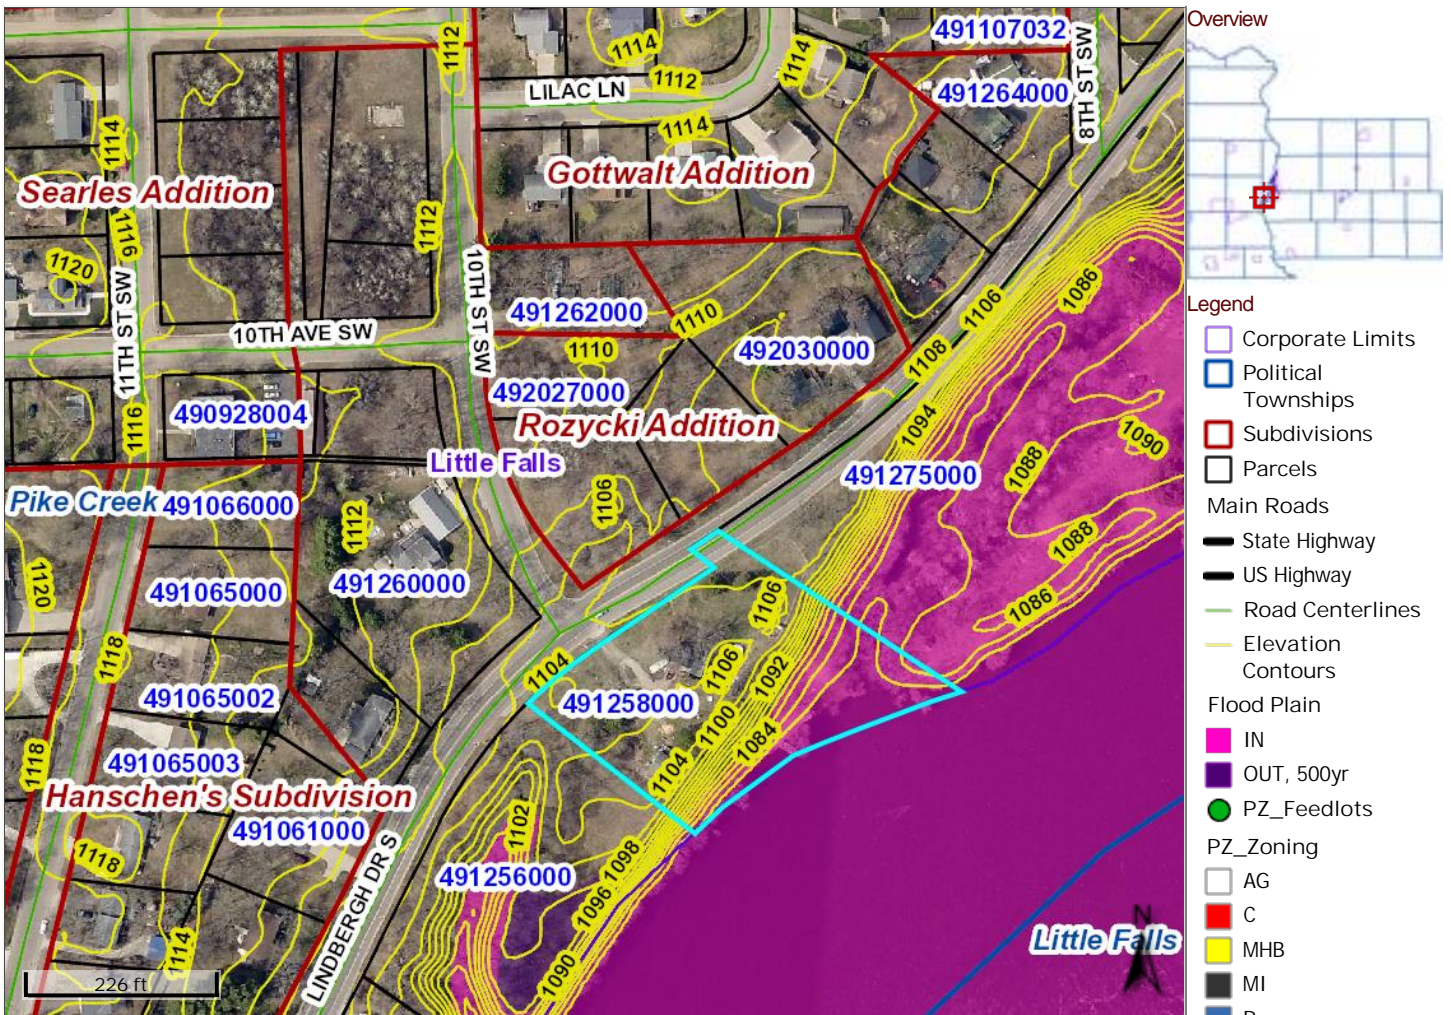 1112
1114
1112
LILAC LN
1114
1114
491107032
491264000
8TH ST SW
1114
1116
Searles Addition
1120
11TH ST SW
Gottwalt Addition
1112
10TH ST SW
10TH AVE SW
491262000
1110
1110
492030000
492027000
Rozycki Addition
1108
1106
1086
1094
1090
1088
1088
1086
491275000
1116
490928004
Little Falls
Pike Creek
491066000
1112
1106
491260000
491065000
1120
1118
491065002
491065003
1118
Hanschen's Subdivision
491061000
1118
1114
LINDBERGH DR S
1104
1106
1106
1092
491258000
1100
1084
1104
1102
1098
491256000
1096
1090
Little Falls
N
226 ft
Overview
Legend
Corporate Limits
Political
Townships
Subdivisions
Parcels
Main Roads
State Highway
US Highway
Road Centerlines
Elevation
Contours
Flood Plain
IN
OUT, 500yr
PZ_Feedlots
PZ_Zoning
AG
C
MHB
MI